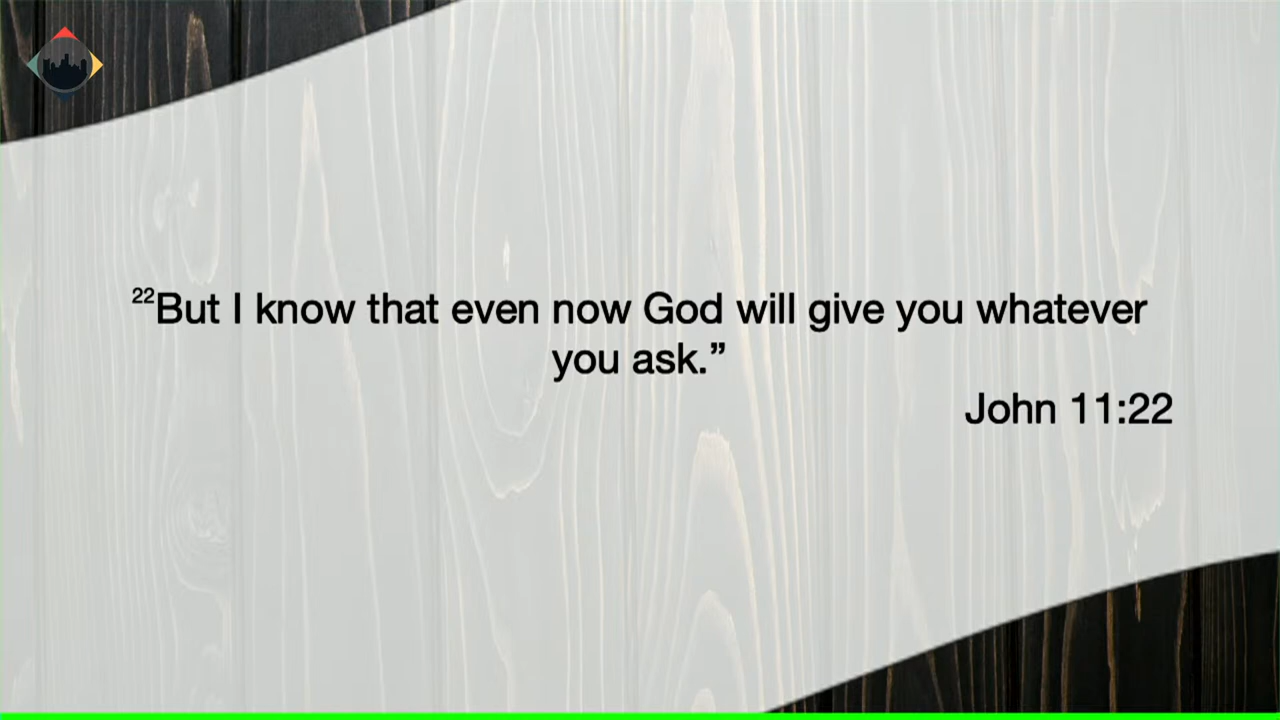 ²²But I know that even now God will give you whatever
you ask.”
John 11:22